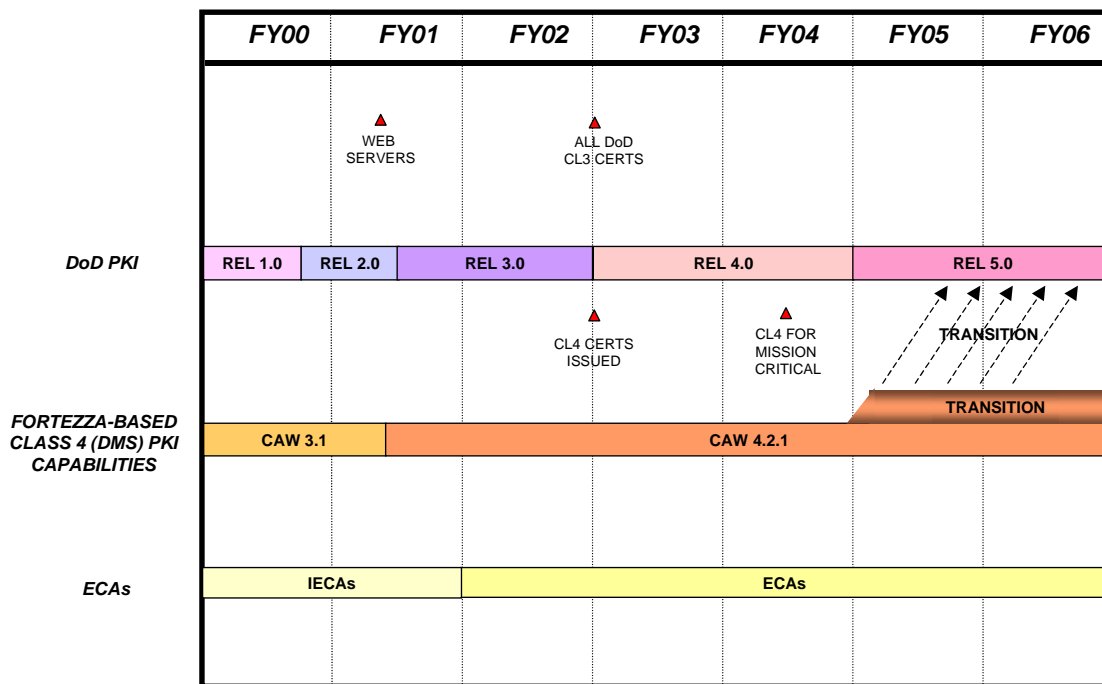 FY00 FY01 FY02 FY03 FY04 FY05 FY06
WEB
SERVERS
ALL DoD
CL3 CERTS
DoD PKI
REL 1.0 REL 2.0 REL 3.0 REL 4.0 REL 5.0
CL4 CERTS
ISSUED
CL4 FOR
MISSION
CRITICAL
TRANSITION
TRANSITION
FORTEZZA-BASED
CLASS 4 (DMS) PKI
CAPABILITIES
CAW 3.1 CAW 4.2.1
ECAs
IECAs ECAs